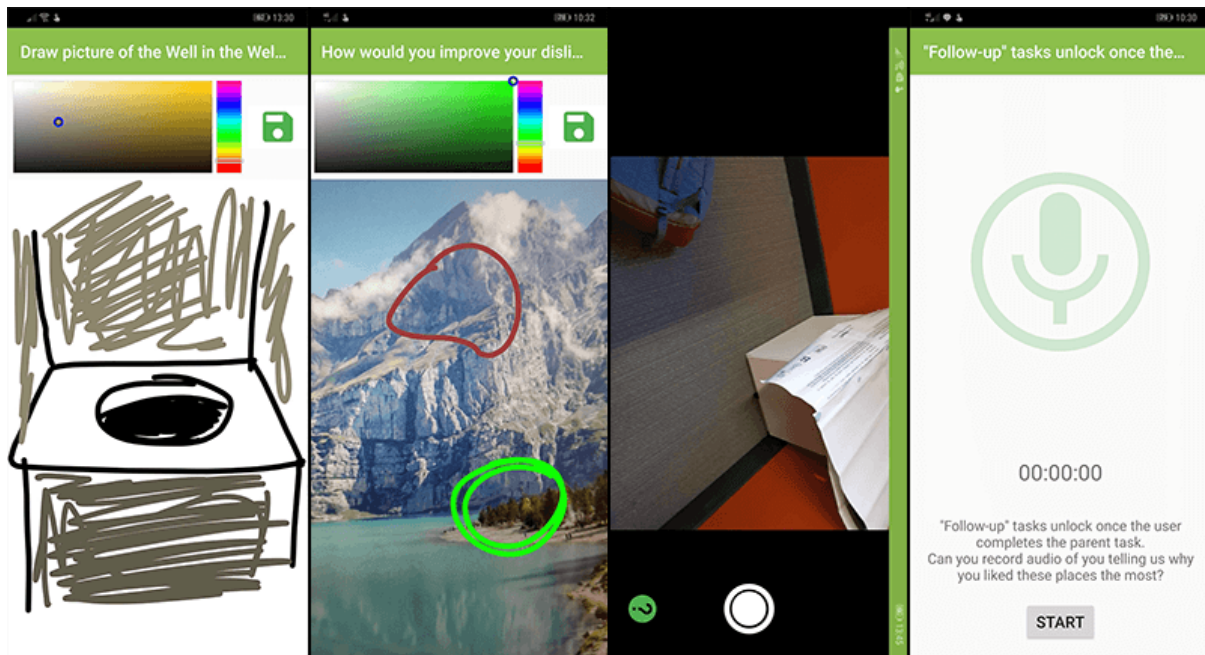 13:30
Draw picture of the Well in the Wel...
10:32
How would you improve your disli...
13:45
10:30
"Follow-up" tasks unlock once the...
00:00:00
"Follow-up" tasks unlock once the user
completes the parent task.
Can you record audio of you telling us why
you liked these places the most?
START